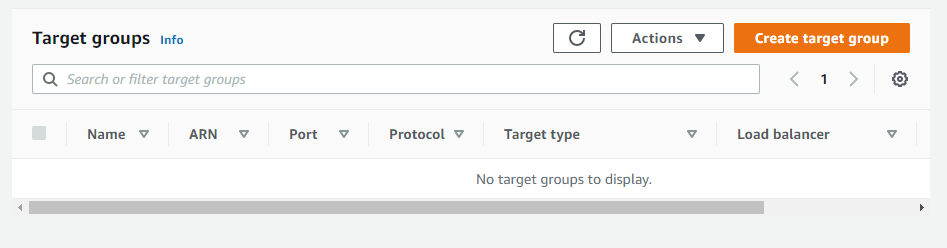 Target groups Info
Actions
Create target group
Search or filter target groups
1
Name ARN Port Protocol Target type Load balancer
No target groups to display.